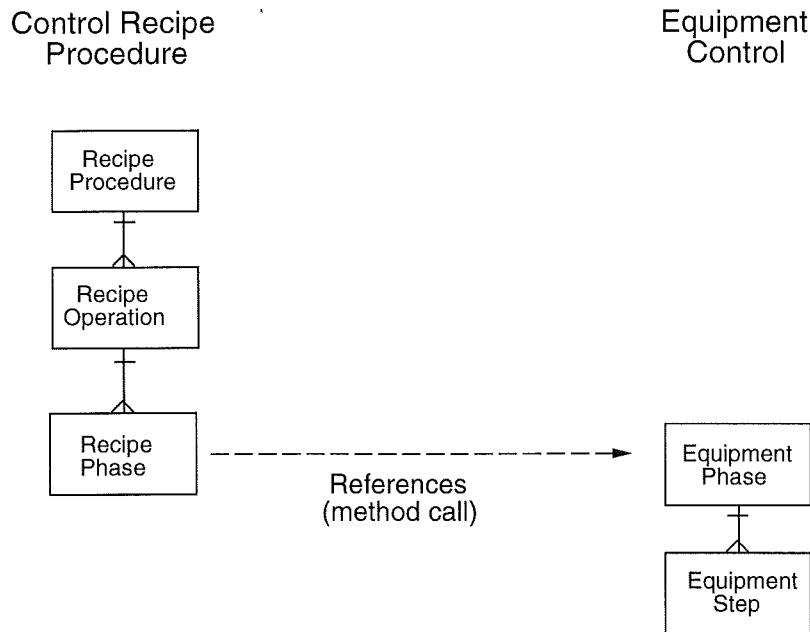 Control Recipe
Procedure
Equipment
Control
Recipe
Procedure
Recipe
Operation
Recipe
Phase
References
(method call)
Equipment
Phase
Equipment
Step